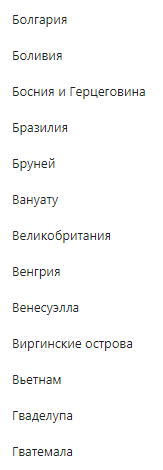 Болгария
Боливия
Босния и Герцеговина
Бразилия
Бруней
Вануату
Великобритания
Венгрия
Венесуэлла
Виргинские острова
Вьетнам
Гваделупа
Гватемала